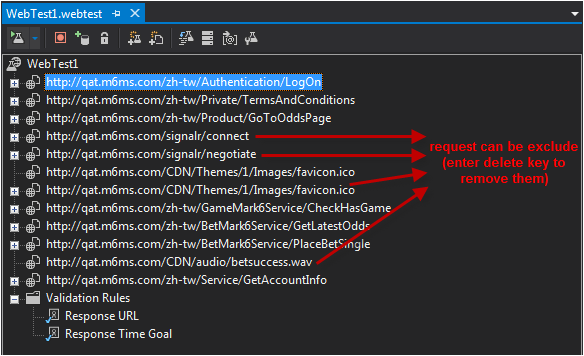 WebTest1.webtest
WebTest1
http://qat.m6ms.com/zh-tw/Authentication/LogOn
http://qat.m6ms.com/zh-tw/Private/TermsAndConditions
http://qat.m6ms.com/zh-tw/Product/GoToOddsPage
http://qat.m6ms.com/signalr/connect
http://qat.m6ms.com/signalr/negotiate
http://qat.m6ms.com/CDN/Themes/1/Images/favicon.ico
http://qat.m6ms.com/CDN/Themes/1/Images/favicon.ico
http://qat.m6ms.com/zh-tw/GameMark6Service/CheckHasGame
http://qat.m6ms.com/zh-tw/BetMark6Service/GetLatestOdds
http://qat.m6ms.com/zh-tw/BetMark6Service/PlaceBetSingle
http://qat.m6ms.com/CDN/audio/betsuccess.wav
http://qat.m6ms.com/zh-tw/Service/GetAccountInfo
Validation Rules
Response URL
Response Time Goal
request can be exclude
(enter delete key to
remove them)